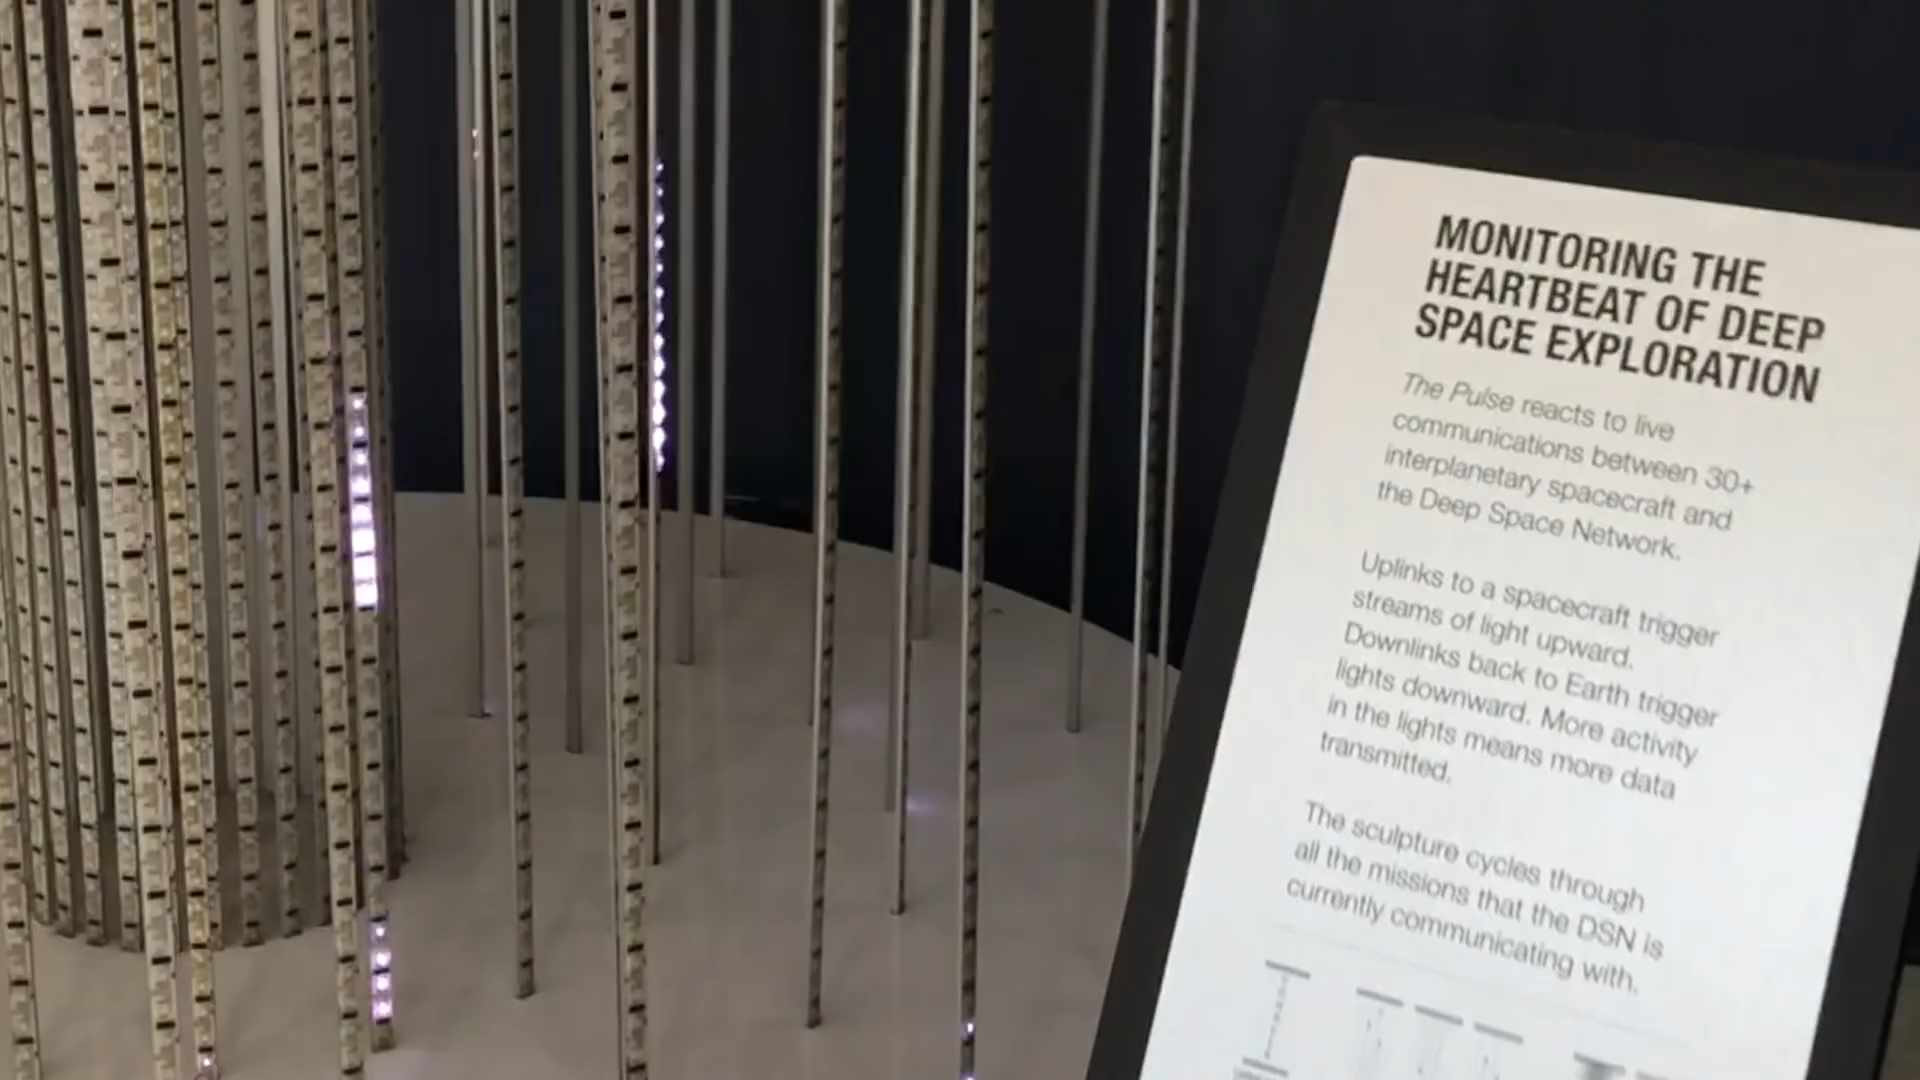 MONITORING THE
HEARTBEAT OF DEEP
SPACE EXPLORATION
The Pulse reacts to live
communications between 30+
interplanetary spacecraft and
the Deep Space Network.
Uplinks to a spacecraft trigger
streams of light upward.
Downlinks back to Earth trigger
lights downward. More activity
in the lights means more data
transmitted.
The sculpture cycles through
all the missions that the DSN is
currently communicating with.